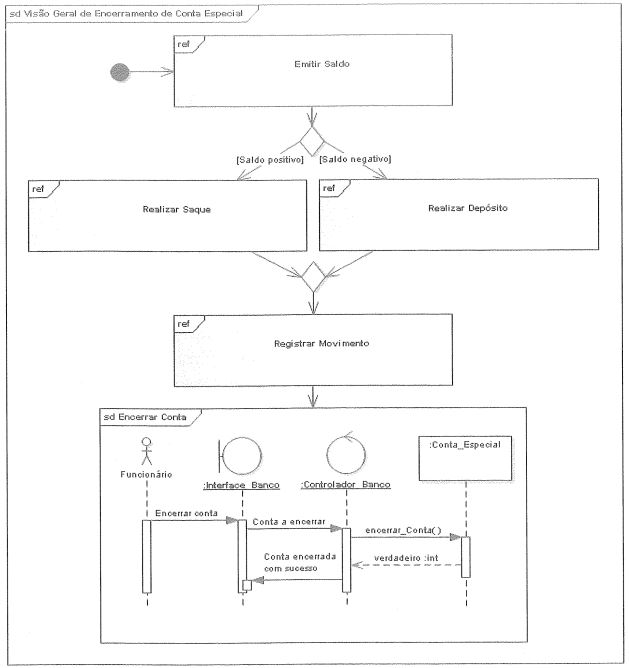 sd Visão Geral de Encerramento de Conta Especial
ref
Emitir Saldo
[Saldo positivo]
[Saldo negativo]
ref
Realizar Saque
ref
Realizar Depósito
ref
Registrar Movimento
sd Encerrar Conta
Funcionário
:Interface_Banco
:Controlador_Banco
:Conta_Especial
Encerrar conta
Conta a encerrar
encerrar_Conta( )
verdadeiro :int
Conta encerrada
com sucesso